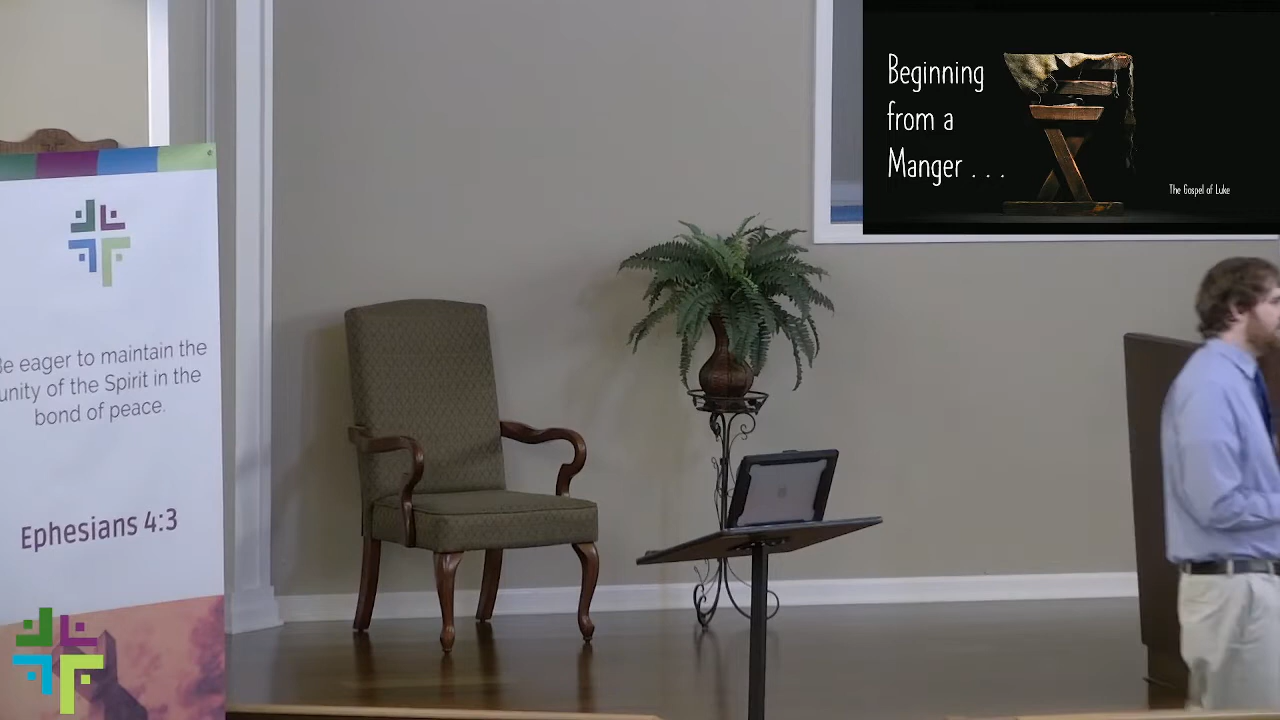 Beginning
from a
Manger . . .
The Gospel of Luke
Be eager to maintain the
unity of the Spirit in the
bond of peace.
Ephesians 4:3